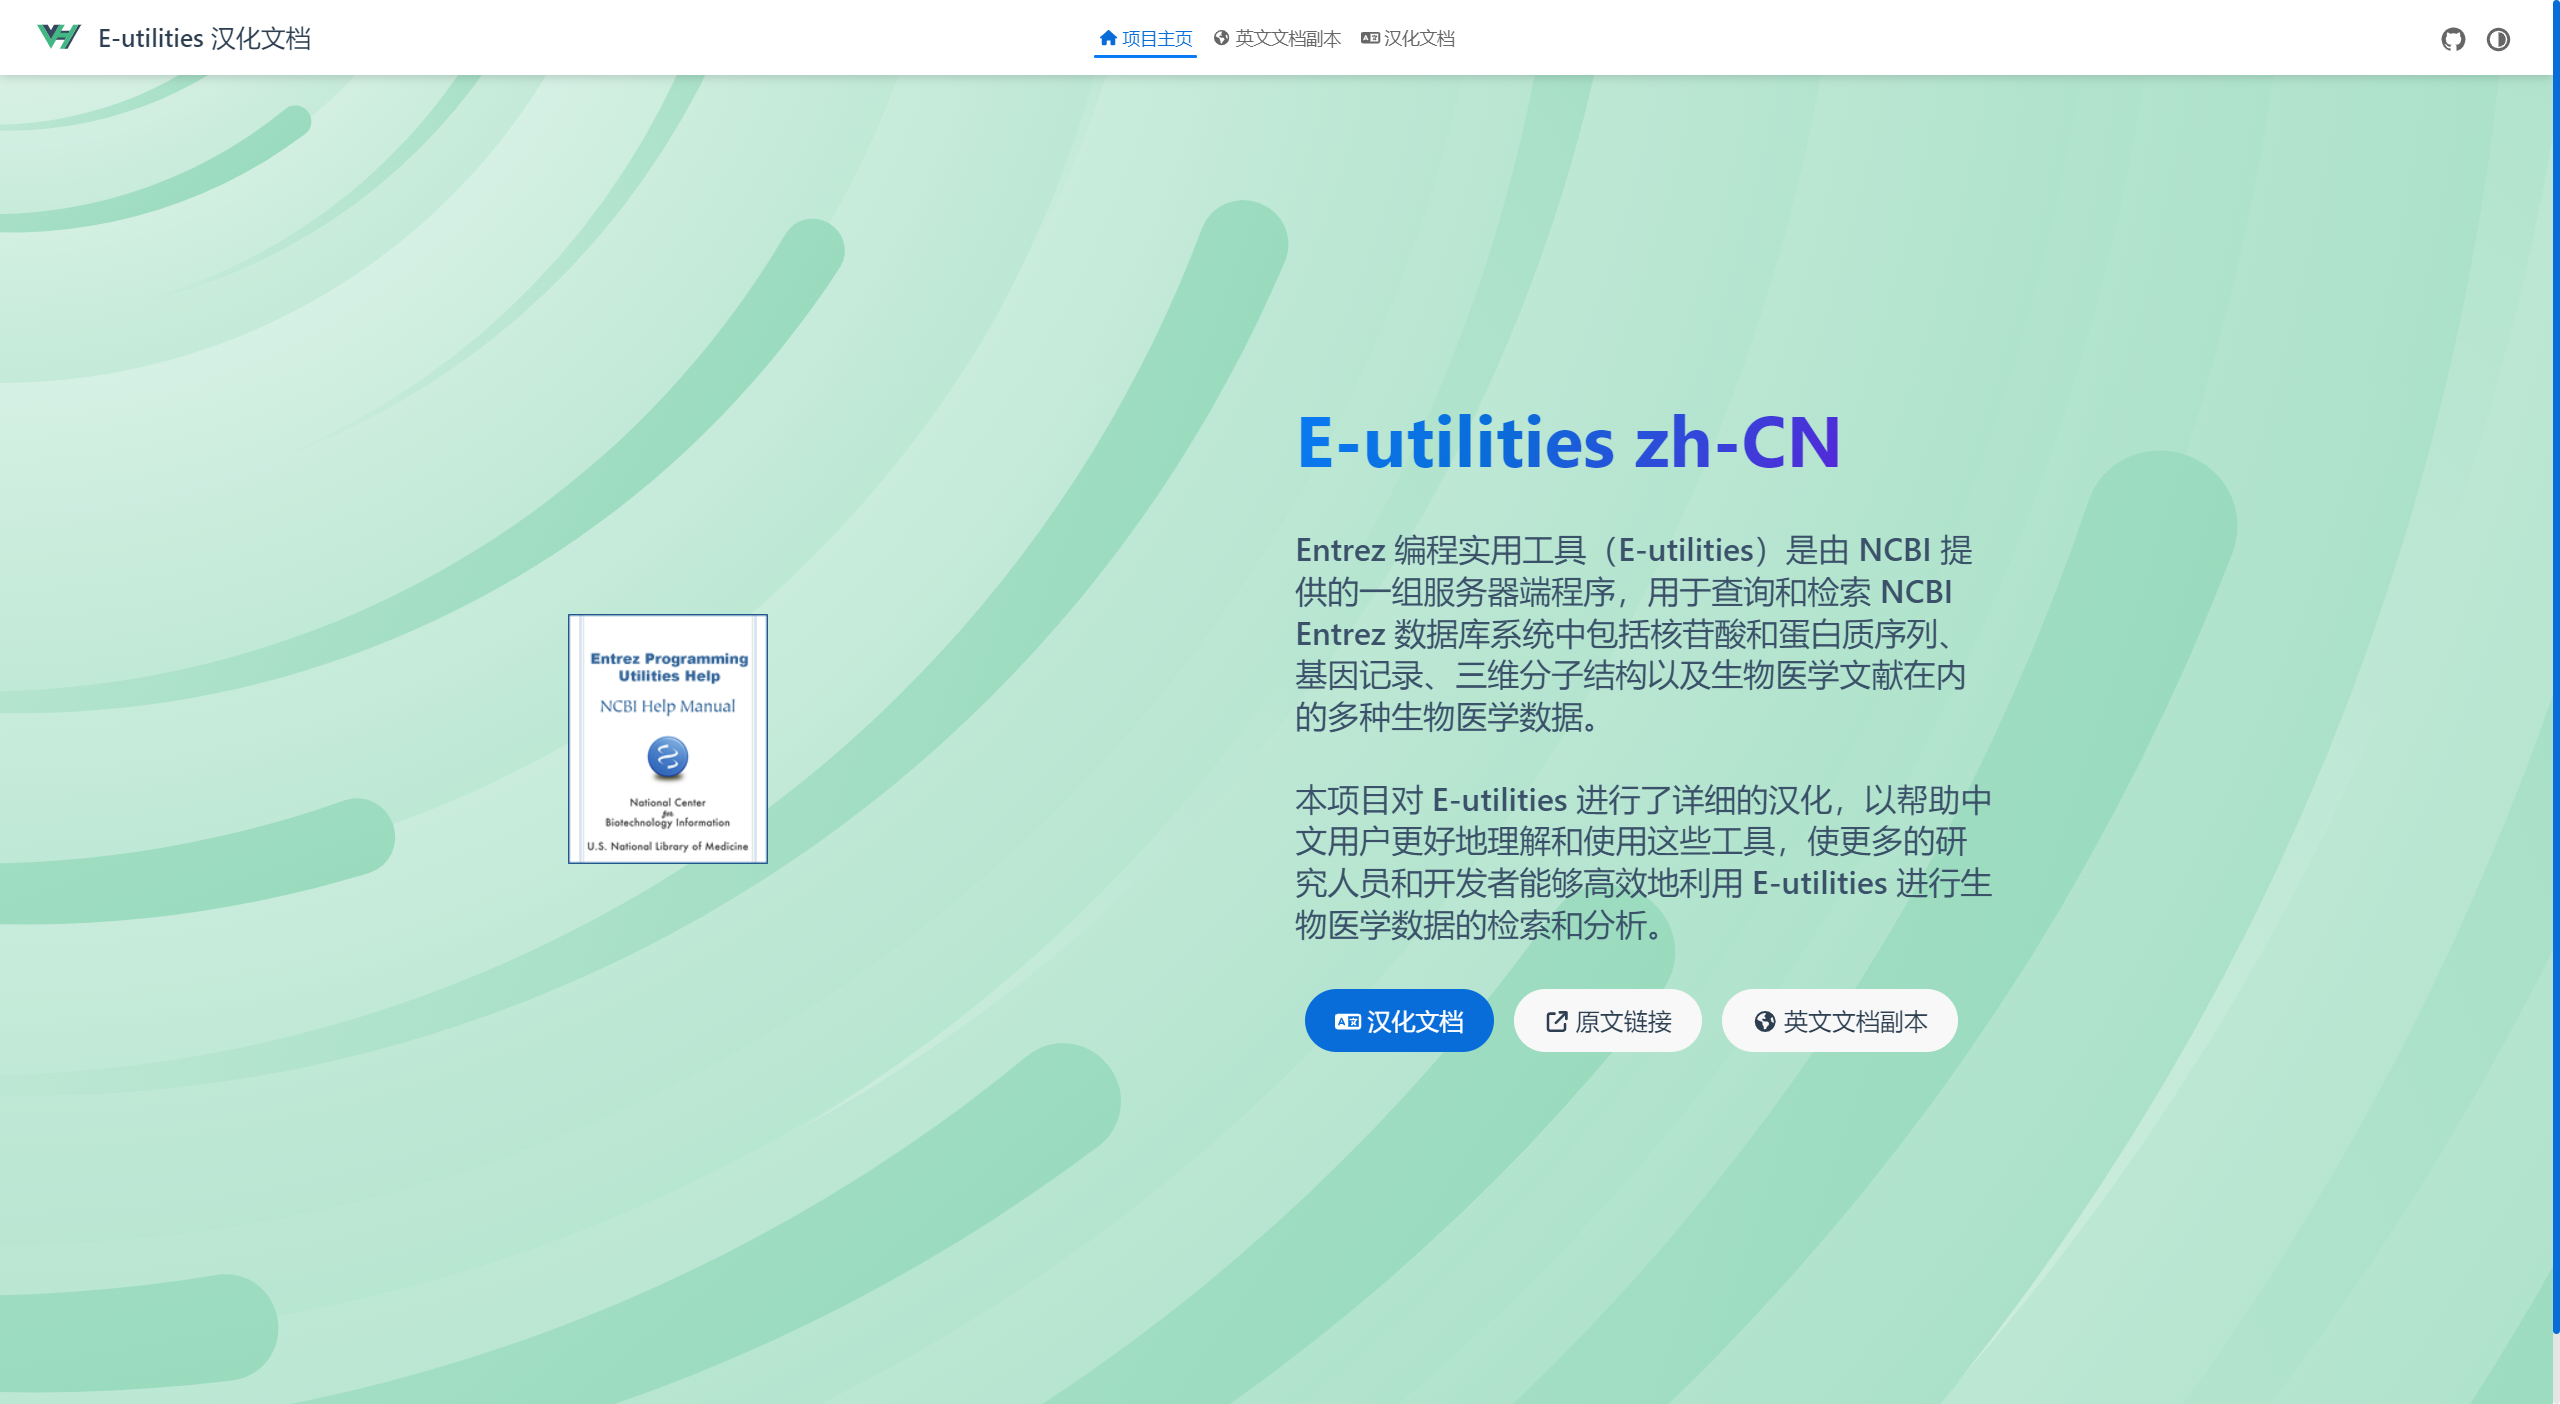 E-utilities 汉化文档
项目主页
英文文档副本
汉化文档
Entrez Programming
Utilities Help
NCBI Help Manual
National Center
for
Biotechnology Information
U.S. National Library of Medicine
E-utilities zh-CN
Entrez 编程实用工具（E-utilities）是由 NCBI 提
供的一组服务器端程序，用于查询和检索 NCBI
Entrez 数据库系统中包括核苷酸和蛋白质序列、
基因记录、三维分子结构以及生物医学文献在内
的多种生物医学数据。
本项目对 E-utilities 进行了详细的汉化，以帮助中
文用户更好地理解和使用这些工具，使更多的研
究人员和开发者能够高效地利用 E-utilities 进行生
物医学数据的检索和分析。
汉化文档
原文链接
英文文档副本